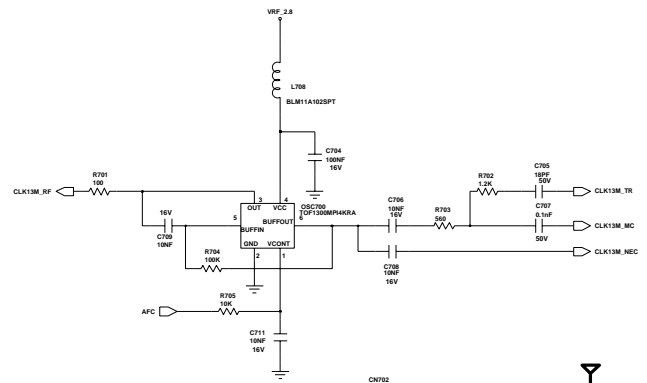 VRF_2.8
L708
BLM11A102SPT
C704
100NF
16V
R701
100
CLK13M_RF
3
4
OUT
VCC
OSC700
TOF1300MPI4KRA
16V
C709
10NF
5
BUFFIN
BUFFOUT
6
GND
VCONT
2
1
R704
100K
C706
10NF
16V
R703
560
R702
1.2K
C705
18PF
50V
CLK13M_TR
C707
0.1nF
50V
CLK13M_MC
CLK13M_NEC
C708
10NF
16V
R705
10K
AFC
C711
10NF
16V
CN702